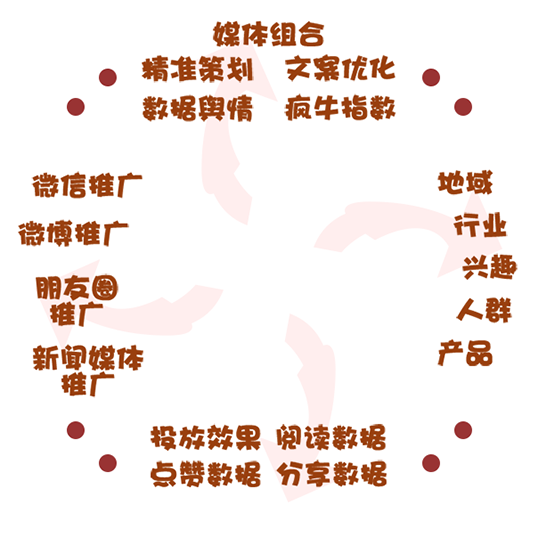 媒体组合
精准策划 文案优化
数据舆情 疯牛指数
微信推广
微博推广
朋友圈
推广
新闻媒体
推广
地域
行业
兴趣
人群
产品
投放效果 阅读数据
点赞数据 分享数据